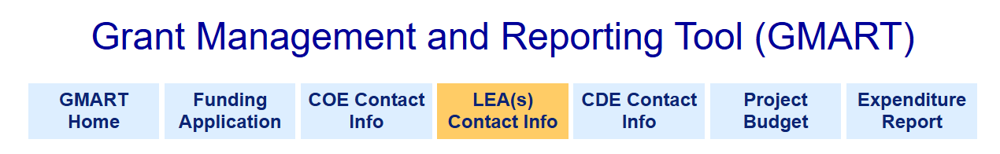 Grant Management and Reporting Tool (GMART)
GMART Home
Funding Application
COE Contact Info
LEA(s) Contact Info
CDE Contact Info
Project Budget
Expenditure Report